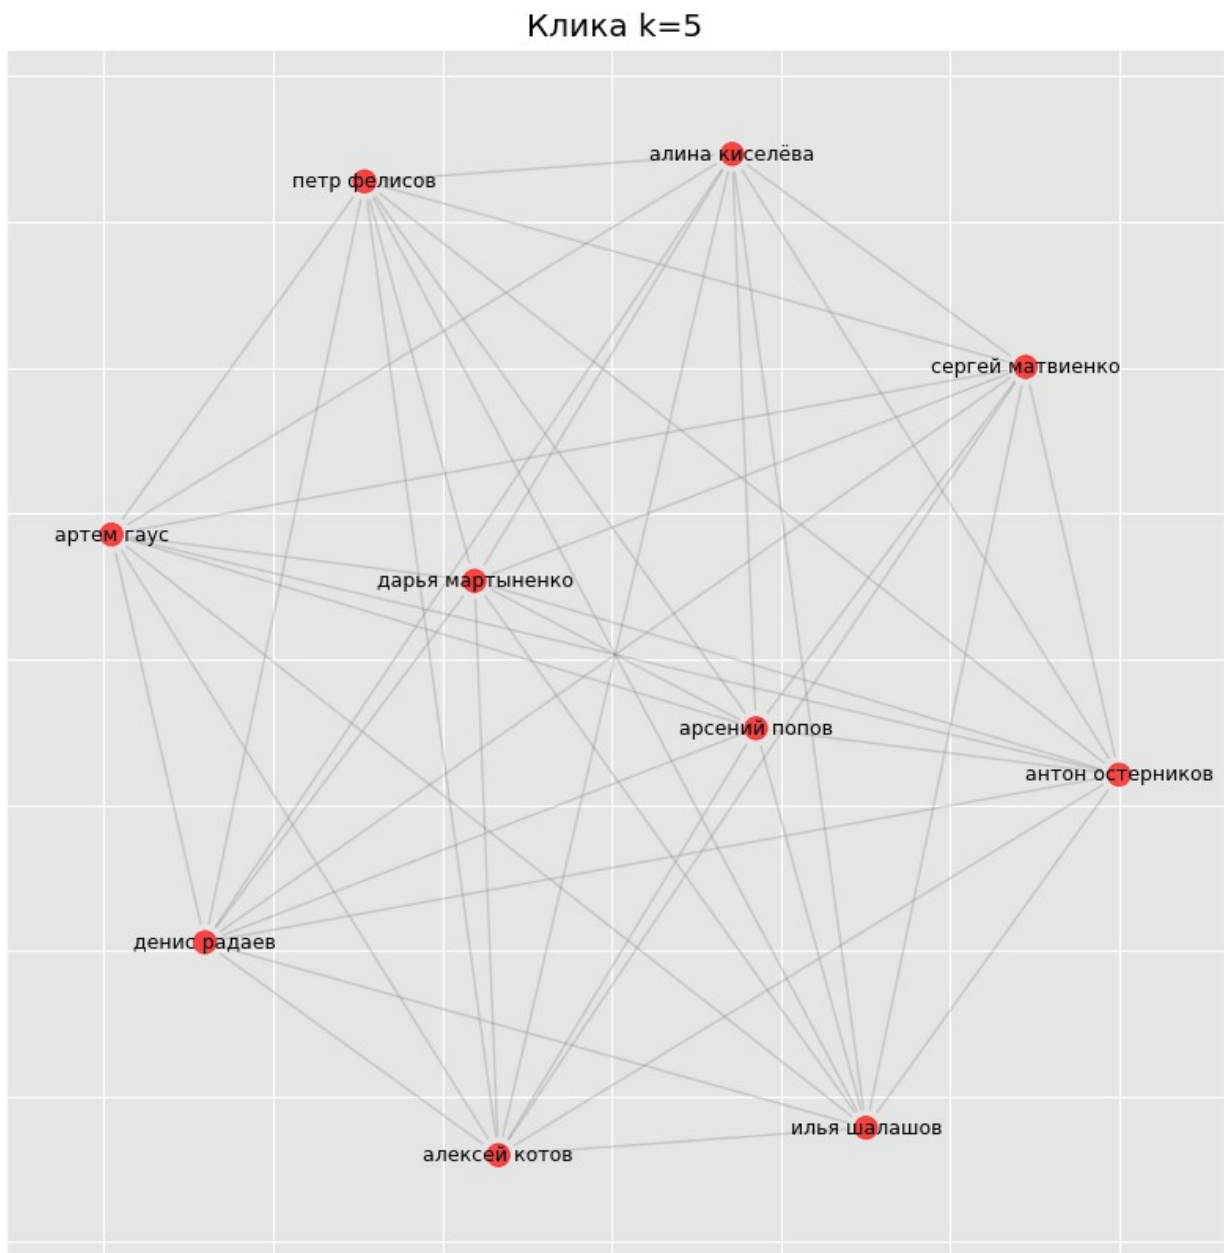 Клика k=5
алина киселёва
петр фелисов
сергей матвиенко
артем гаус
дарья мартыненко
арсений попов
антон остерников
денис радаев
илья шалашов
алексей котов